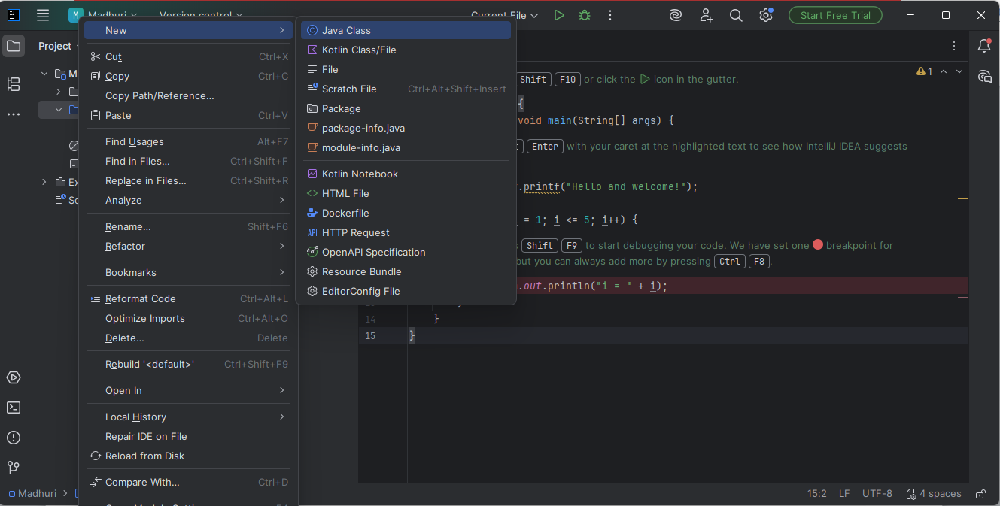 M Madhuri Version control Current File Start Free Trial
Project
New
Cut Ctrl+X
Copy Ctrl+C
Copy Path/Reference...
Paste Ctrl+V
Find Usages Alt+F7
Find in Files... Ctrl+Shift+F
Replace in Files... Ctrl+Shift+R
Analyze
Rename... Shift+F6
Refactor
Bookmarks
Reformat Code Ctrl+Alt+L
Optimize Imports Ctrl+Alt+O
Delete... Delete
Rebuild '<default>' Ctrl+Shift+F9
Open In
Local History
Repair IDE on File
Reload from Disk
Compare With... Ctrl+D
Java Class
Kotlin Class/File
File
Scratch File Ctrl+Alt+Shift+Insert
Package
package-info.java
module-info.java
Kotlin Notebook
HTML File
Dockerfile
API HTTP Request
OpenAPI Specification
Resource Bundle
EditorConfig File
1
Shift F10 or click the icon in the gutter.
{
void main(String[] args) {
Enter with your caret at the highlighted text to see how IntelliJ IDEA suggests
.printf("Hello and welcome!");
= 1; i <= 5; i++) {
Shift F9 to start debugging your code. We have set one breakpoint for
but you can always add more by pressing Ctrl F8.
.out.println("i = " + i);
14 }
15 }
Madhuri 15:2 LF UTF-8 4 spaces